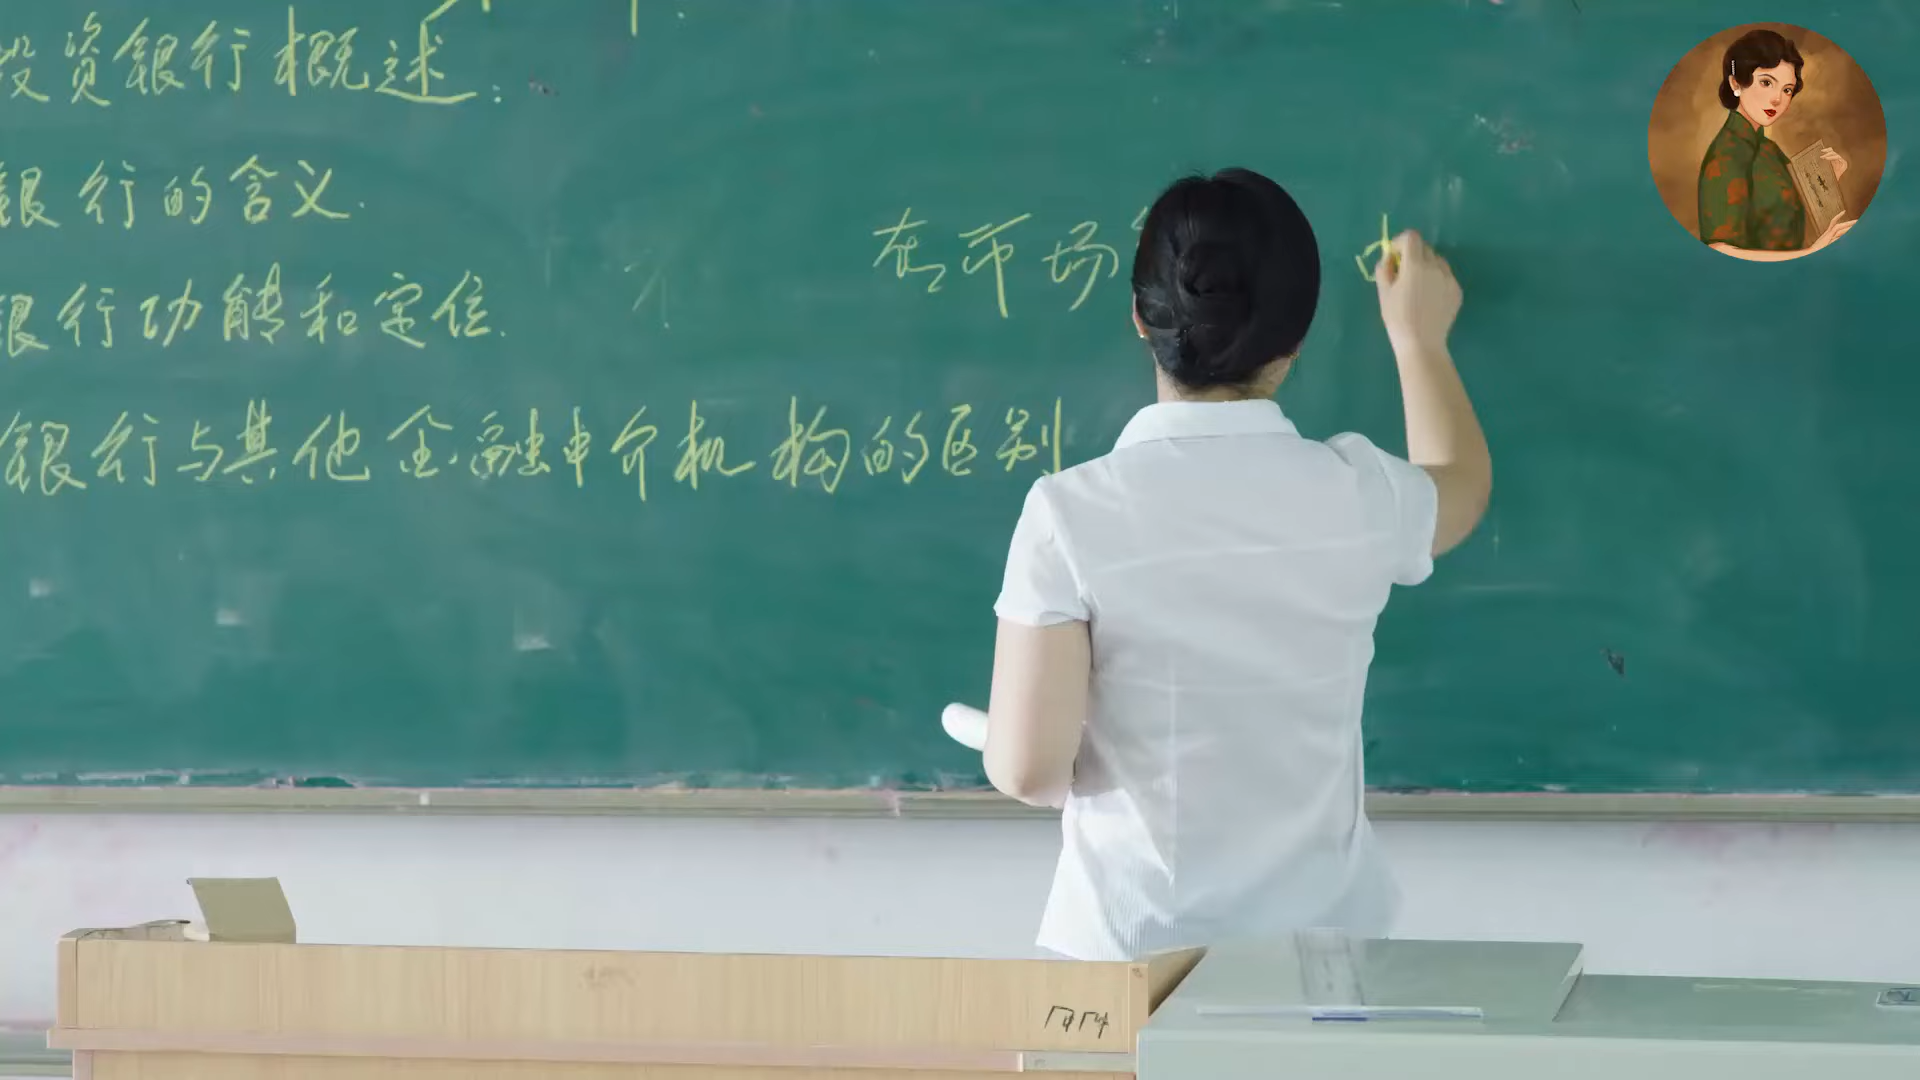 投资银行概述:
银行的含义.
银行功能和定位.
银行与其他金融中介机构的区别
在市场